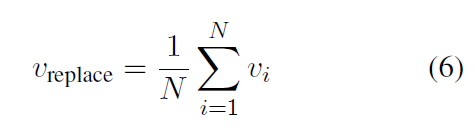 v_replace = \frac{1}{N} \sum_{i=1}^{N} v_i (6)